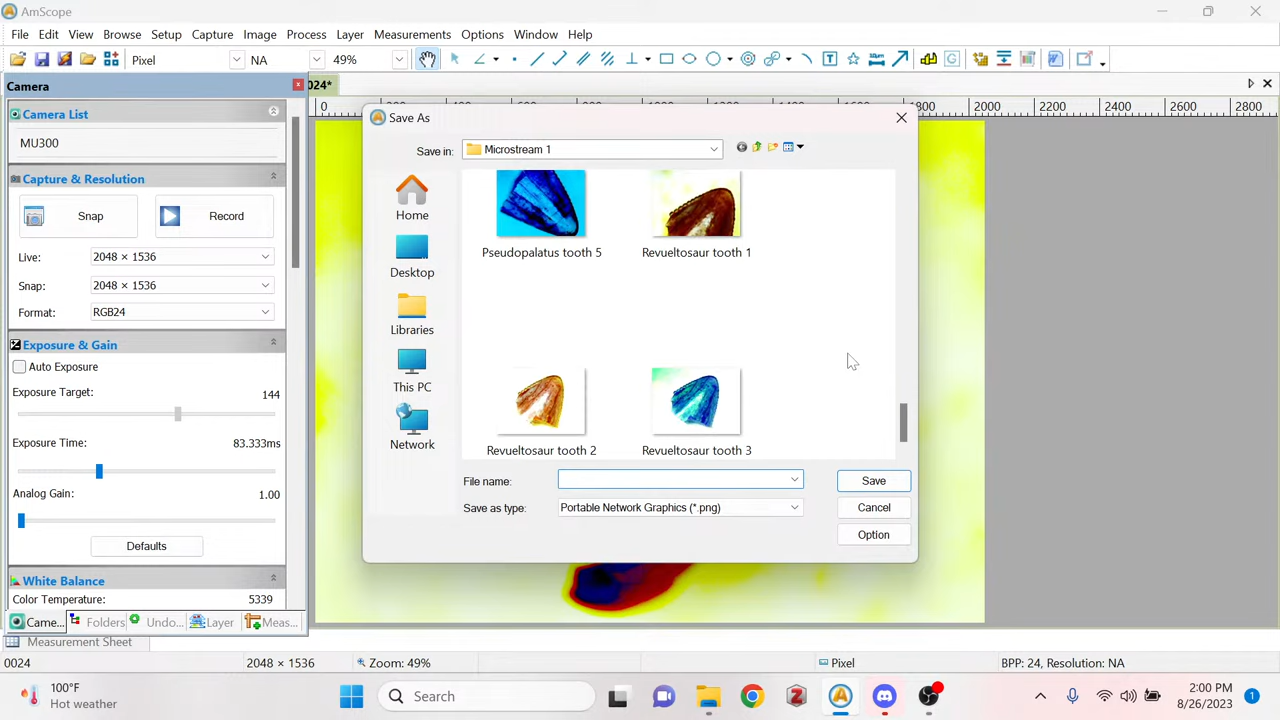 AmScope
File Edit View Browse Setup Capture Image Process Layer Measurements Options Window Help
Pixel NA 49%
Camera
024*
Camera List
MU300
Capture & Resolution
Snap Record
Live: 2048 × 1536
Snap: 2048 × 1536
Format: RGB24
Exposure & Gain
Auto Exposure
Exposure Target: 144
Exposure Time: 83.333ms
Analog Gain: 1.00
Defaults
White Balance
Color Temperature: 5339
Came... Folders Undo... Layer Meas...
0 800 1000 2000 2200 2400 2600 2800
Save As
Save in: Microstream 1
Home
Desktop
Libraries
This PC
Network
Pseudopalatus tooth 5 Revueltosaur tooth 1
Revueltosaur tooth 2 Revueltosaur tooth 3
File name: Save
Save as type: Portable Network Graphics (*.png) Cancel
Option
Measurement Sheet
0024 2048 × 1536 Zoom: 49% Pixel BPP: 24, Resolution: NA
100°F
Hot weather
Search
2:00 PM
8/26/2023
1